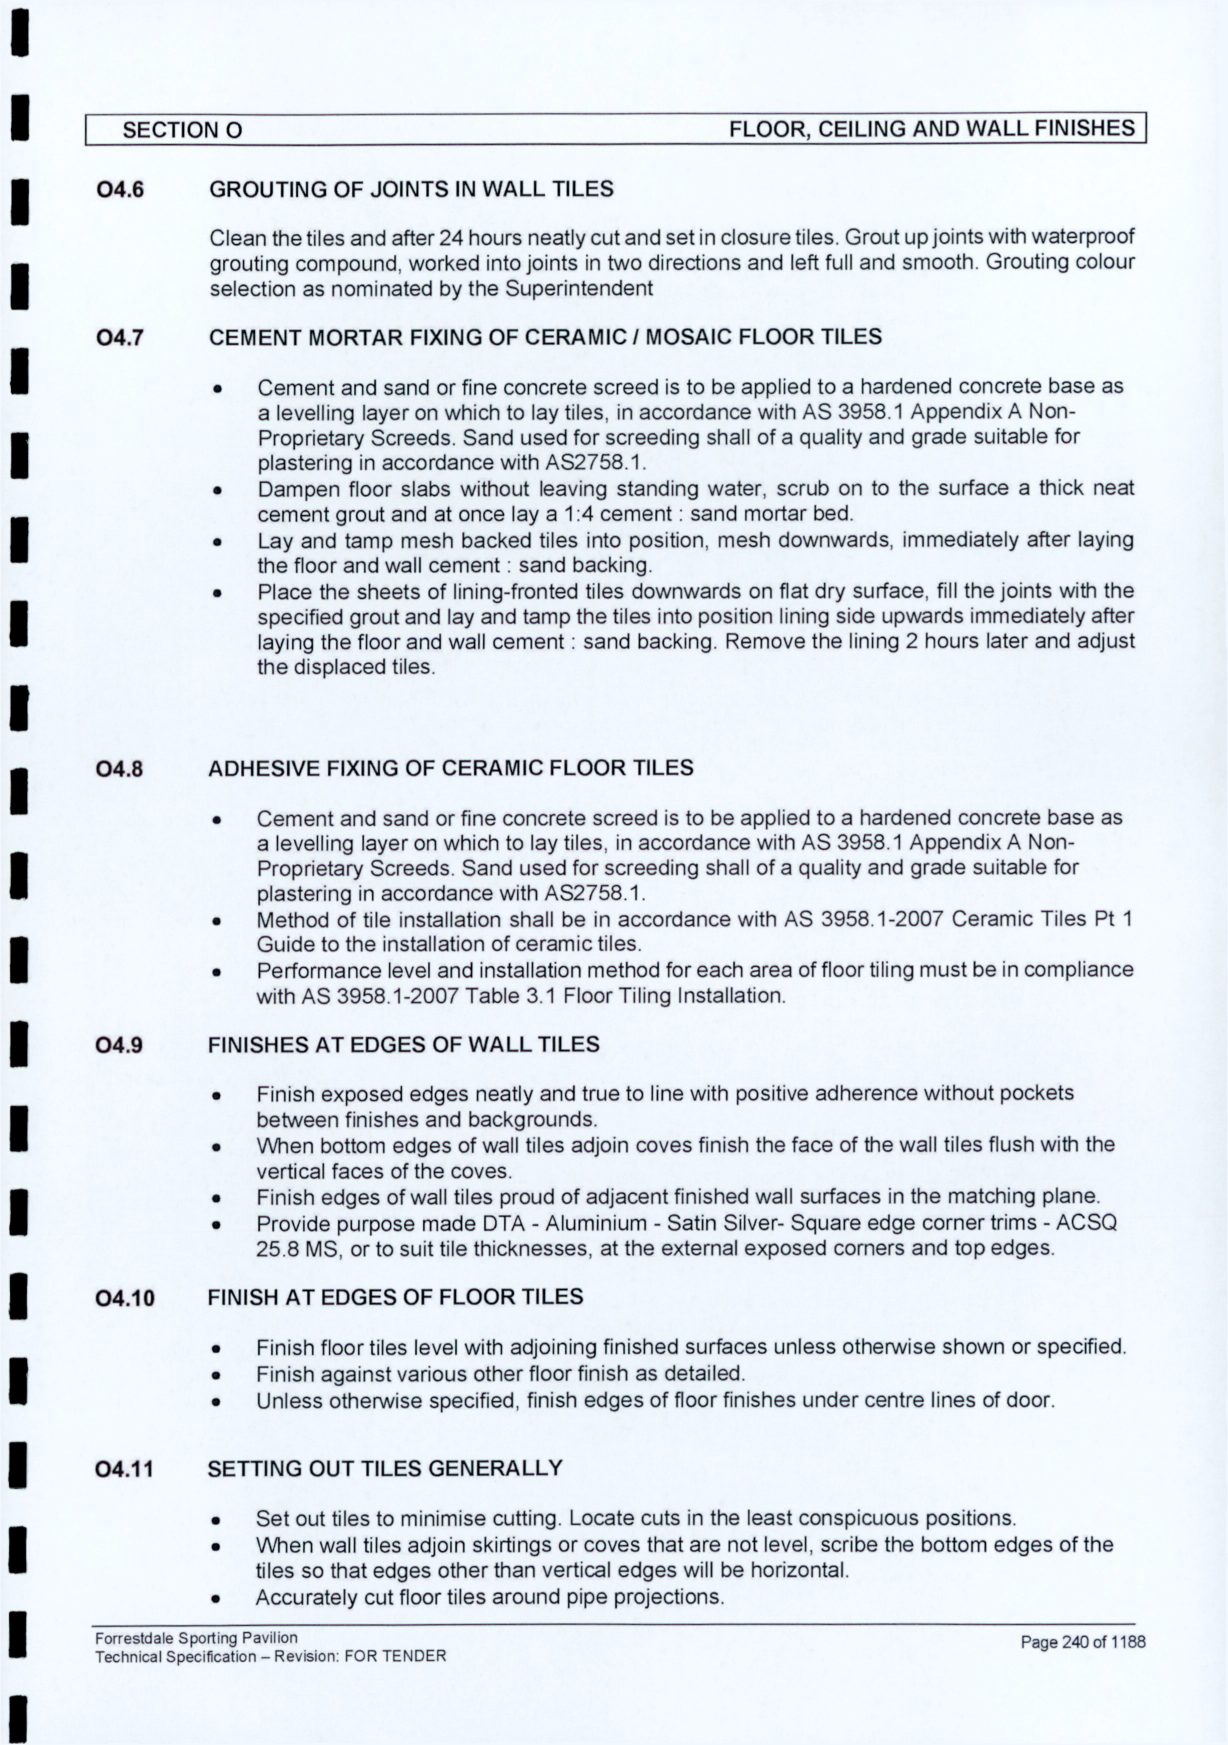 SECTION O FLOOR, CEILING AND WALL FINISHES
O4.6 GROUTING OF JOINTS IN WALL TILES
Clean the tiles and after 24 hours neatly cut and set in closure tiles. Grout up joints with waterproof
grouting compound, worked into joints in two directions and left full and smooth. Grouting colour
selection as nominated by the Superintendent
O4.7 CEMENT MORTAR FIXING OF CERAMIC / MOSAIC FLOOR TILES
• Cement and sand or fine concrete screed is to be applied to a hardened concrete base as
a levelling layer on which to lay tiles, in accordance with AS 3958.1 Appendix A Non-
Proprietary Screeds. Sand used for screeding shall of a quality and grade suitable for
plastering in accordance with AS2758.1.
• Dampen floor slabs without leaving standing water, scrub on to the surface a thick neat
cement grout and at once lay a 1:4 cement : sand mortar bed.
• Lay and tamp mesh backed tiles into position, mesh downwards, immediately after laying
the floor and wall cement : sand backing.
• Place the sheets of lining-fronted tiles downwards on flat dry surface, fill the joints with the
specified grout and lay and tamp the tiles into position lining side upwards immediately after
laying the floor and wall cement : sand backing. Remove the lining 2 hours later and adjust
the displaced tiles.
O4.8 ADHESIVE FIXING OF CERAMIC FLOOR TILES
• Cement and sand or fine concrete screed is to be applied to a hardened concrete base as
a levelling layer on which to lay tiles, in accordance with AS 3958.1 Appendix A Non-
Proprietary Screeds. Sand used for screeding shall of a quality and grade suitable for
plastering in accordance with AS2758.1.
• Method of tile installation shall be in accordance with AS 3958.1-2007 Ceramic Tiles Pt 1
Guide to the installation of ceramic tiles.
• Performance level and installation method for each area of floor tiling must be in compliance
with AS 3958.1-2007 Table 3.1 Floor Tiling Installation.
O4.9 FINISHES AT EDGES OF WALL TILES
• Finish exposed edges neatly and true to line with positive adherence without pockets
between finishes and backgrounds.
• When bottom edges of wall tiles adjoin coves finish the face of the wall tiles flush with the
vertical faces of the coves.
• Finish edges of wall tiles proud of adjacent finished wall surfaces in the matching plane.
• Provide purpose made DTA - Aluminium - Satin Silver- Square edge corner trims - ACSQ
25.8 MS, or to suit tile thicknesses, at the external exposed corners and top edges.
O4.10 FINISH AT EDGES OF FLOOR TILES
• Finish floor tiles level with adjoining finished surfaces unless otherwise shown or specified.
• Finish against various other floor finish as detailed.
• Unless otherwise specified, finish edges of floor finishes under centre lines of door.
O4.11 SETTING OUT TILES GENERALLY
• Set out tiles to minimise cutting. Locate cuts in the least conspicuous positions.
• When wall tiles adjoin skirtings or coves that are not level, scribe the bottom edges of the
tiles so that edges other than vertical edges will be horizontal.
• Accurately cut floor tiles around pipe projections.
Forrestdale Sporting Pavilion
Technical Specification – Revision: FOR TENDER Page 240 of 1188